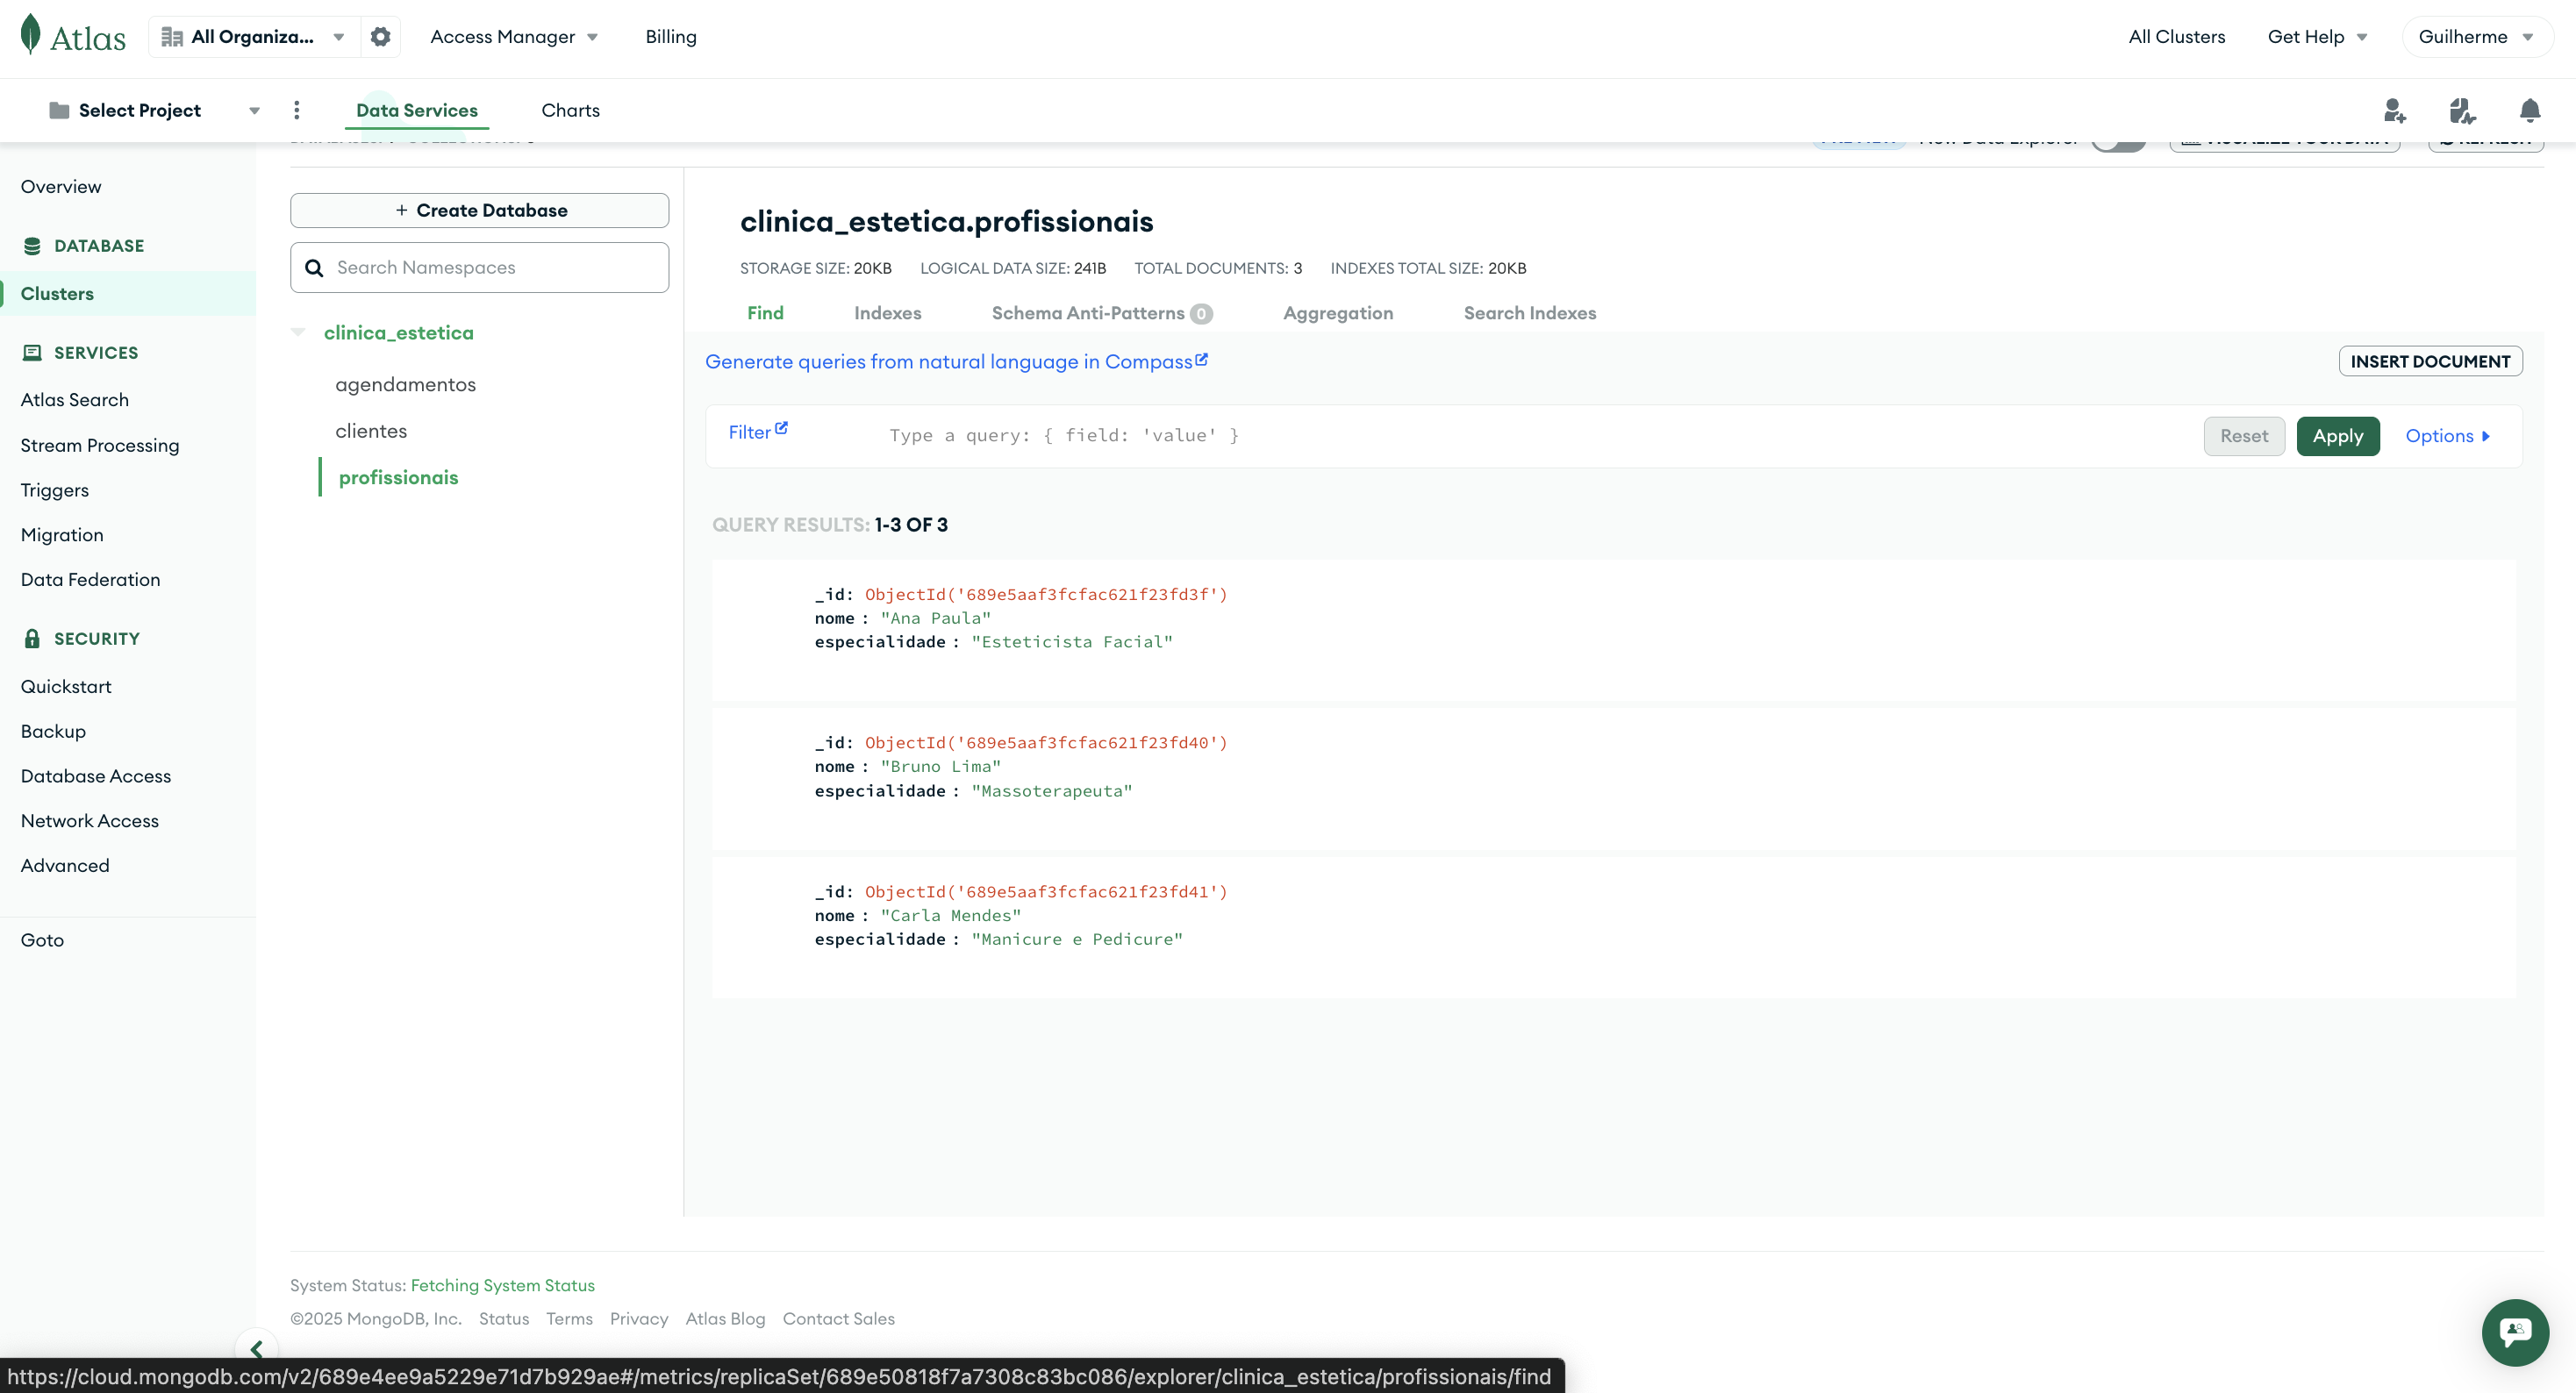 Atlas
All Organiza...
Access Manager
Billing
All Clusters
Get Help
Guilherme
Select Project
Data Services
Charts
Overview
DATABASE
Clusters
SERVICES
Atlas Search
Stream Processing
Triggers
Migration
Data Federation
SECURITY
Quickstart
Backup
Database Access
Network Access
Advanced
Goto
+ Create Database
Search Namespaces
clinica_estetica
agendamentos
clientes
profissionais
clinica_estetica.profissionais
STORAGE SIZE: 20KB LOGICAL DATA SIZE: 241B TOTAL DOCUMENTS: 3 INDEXES TOTAL SIZE: 20KB
Find Indexes Schema Anti-Patterns 0 Aggregation Search Indexes
Generate queries from natural language in Compass
INSERT DOCUMENT
Filter
Type a query: { field: 'value' }
Reset
Apply
Options
QUERY RESULTS: 1-3 OF 3
_id: ObjectId('689e5aaf3fcfac621f23fd3f')
nome : "Ana Paula"
especialidade : "Esteticista Facial"
_id: ObjectId('689e5aaf3fcfac621f23fd40')
nome : "Bruno Lima"
especialidade : "Massoterapeuta"
_id: ObjectId('689e5aaf3fcfac621f23fd41')
nome : "Carla Mendes"
especialidade : "Manicure e Pedicure"
System Status: Fetching System Status
©2025 MongoDB, Inc. Status Terms Privacy Atlas Blog Contact Sales
https://cloud.mongodb.com/v2/689e4ee9a5229e71d7b929ae#/metrics/replicaSet/689e50818f7a7308c83bc086/explorer/clinica_estetica/profissionais/find